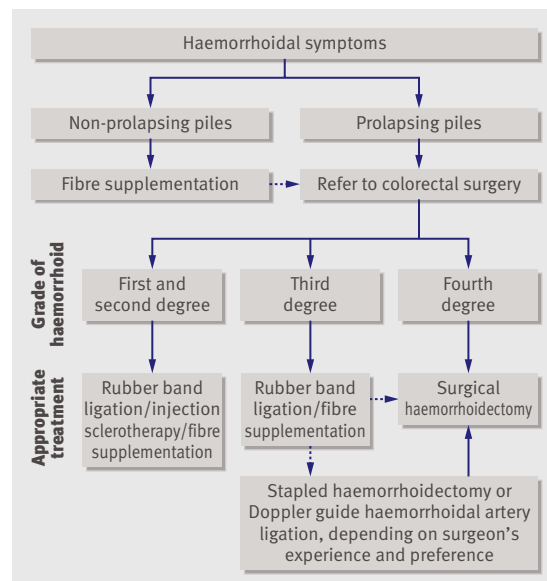 Haemorrhoidal symptoms
Non-prolapsing piles
Prolapsing piles
Fibre supplementation
Refer to colorectal surgery
Grade of
haemorrhoid
First and
second degree
Third
degree
Fourth
degree
Appropriate
treatment
Rubber band
ligation/injection
sclerotherapy/fibre
supplementation
Rubber band
ligation/fibre
supplementation
Surgical
haemorrhoidectomy
Stapled haemorrhoidectomy or
Doppler guide haemorrhoidal artery
ligation, depending on surgeon's
experience and preference